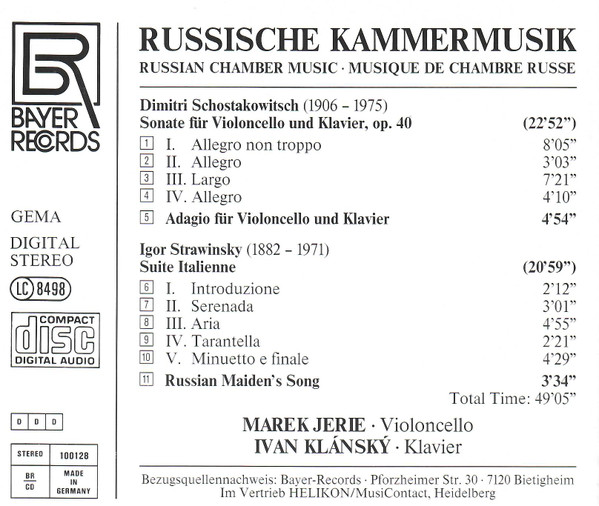 BAYER
RECORDS
GEMA
DIGITAL
STEREO
LC 8498
COMPACT
disc
DIGITAL AUDIO
D D D
STEREO 100128
BR/CD MADE IN GERMANY
RUSSISCHE KAMMERMUSIK
RUSSIAN CHAMBER MUSIC · MUSIQUE DE CHAMBRE RUSSE
Dimitri Schostakowitsch (1906 – 1975)
Sonate für Violoncello und Klavier, op. 40 (22’52”)
1 I. Allegro non troppo 8’05”
2 II. Allegro 3’03”
3 III. Largo 7’21”
4 IV. Allegro 4’10”
5 Adagio für Violoncello und Klavier 4’54”
Igor Strawinsky (1882 – 1971)
Suite Italienne (20’59”)
6 I. Introduzione 2’12”
7 II. Serenada 3’01”
8 III. Aria 4’55”
9 IV. Tarantella 2’21”
10 V. Minuetto e finale 4’29”
11 Russian Maiden’s Song 3’34”
Total Time: 49’05”
MAREK JERIE · Violoncello
IVAN KLÁNSKÝ · Klavier
Bezugsquellennachweis: Bayer-Records · Pforzheimer Str. 30 · 7120 Bietigheim
Im Vertrieb HELIKON/MusiContact, Heidelberg